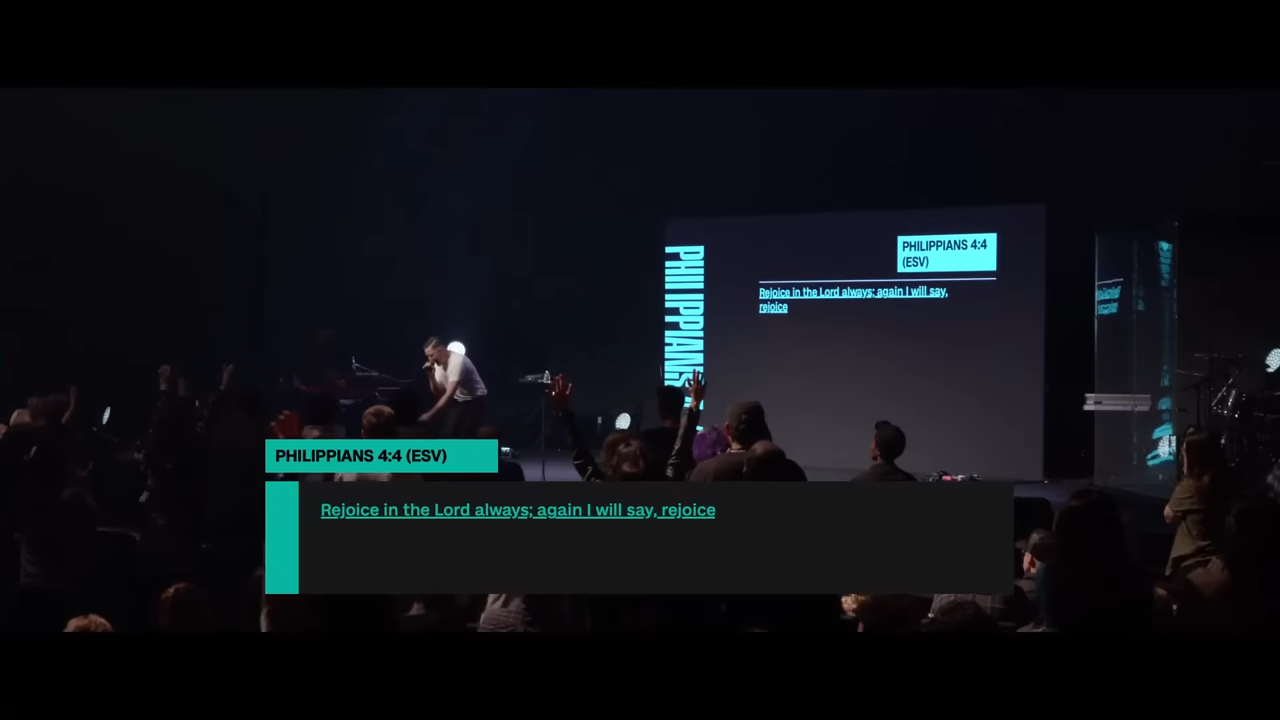 PHILIPPIANS
PHILIPPIANS 4:4
(ESV)
Rejoice in the Lord always; again I will say,
rejoice
PHILIPPIANS 4:4 (ESV)
Rejoice in the Lord always; again I will say, rejoice